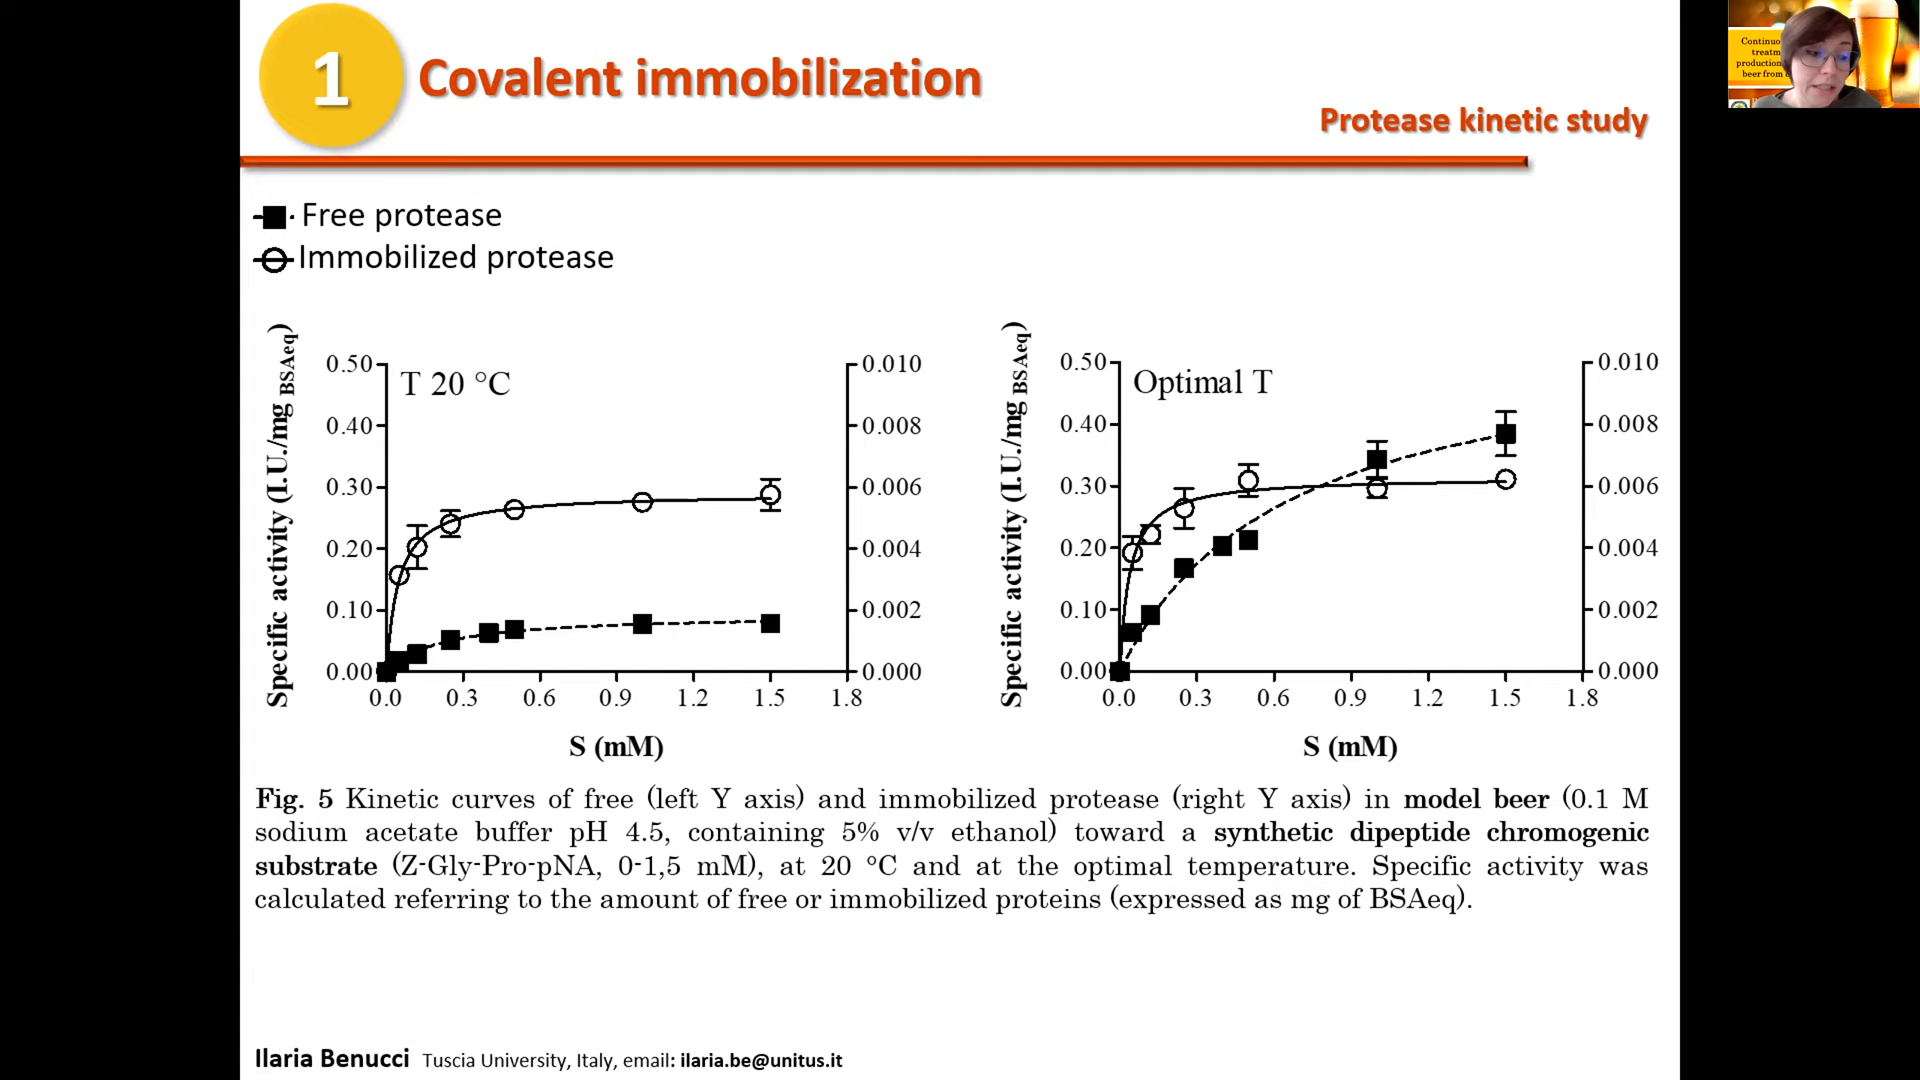 1
Covalent immobilization
Protease kinetic study
Continuo
treatm
production
beer from
Free protease
Immobilized protease
Specific activity (I.U./mg BSAeq)
0.50
0.40
0.30
0.20
0.10
0.00
T 20 °C
0.010
0.008
0.006
0.004
0.002
0.000
0.0 0.3 0.6 0.9 1.2 1.5 1.8
S (mM)
Specific activity (I.U./mg BSAeq)
0.50
0.40
0.30
0.20
0.10
0.00
Optimal T
0.010
0.008
0.006
0.004
0.002
0.000
0.0 0.3 0.6 0.9 1.2 1.5 1.8
S (mM)
Fig. 5 Kinetic curves of free (left Y axis) and immobilized protease (right Y axis) in model beer (0.1 M
sodium acetate buffer pH 4.5, containing 5% v/v ethanol) toward a synthetic dipeptide chromogenic
substrate (Z-Gly-Pro-pNA, 0-1,5 mM), at 20 °C and at the optimal temperature. Specific activity was
calculated referring to the amount of free or immobilized proteins (expressed as mg of BSAeq).
Ilaria Benucci Tuscia University, Italy, email: ilaria.be@unitus.it